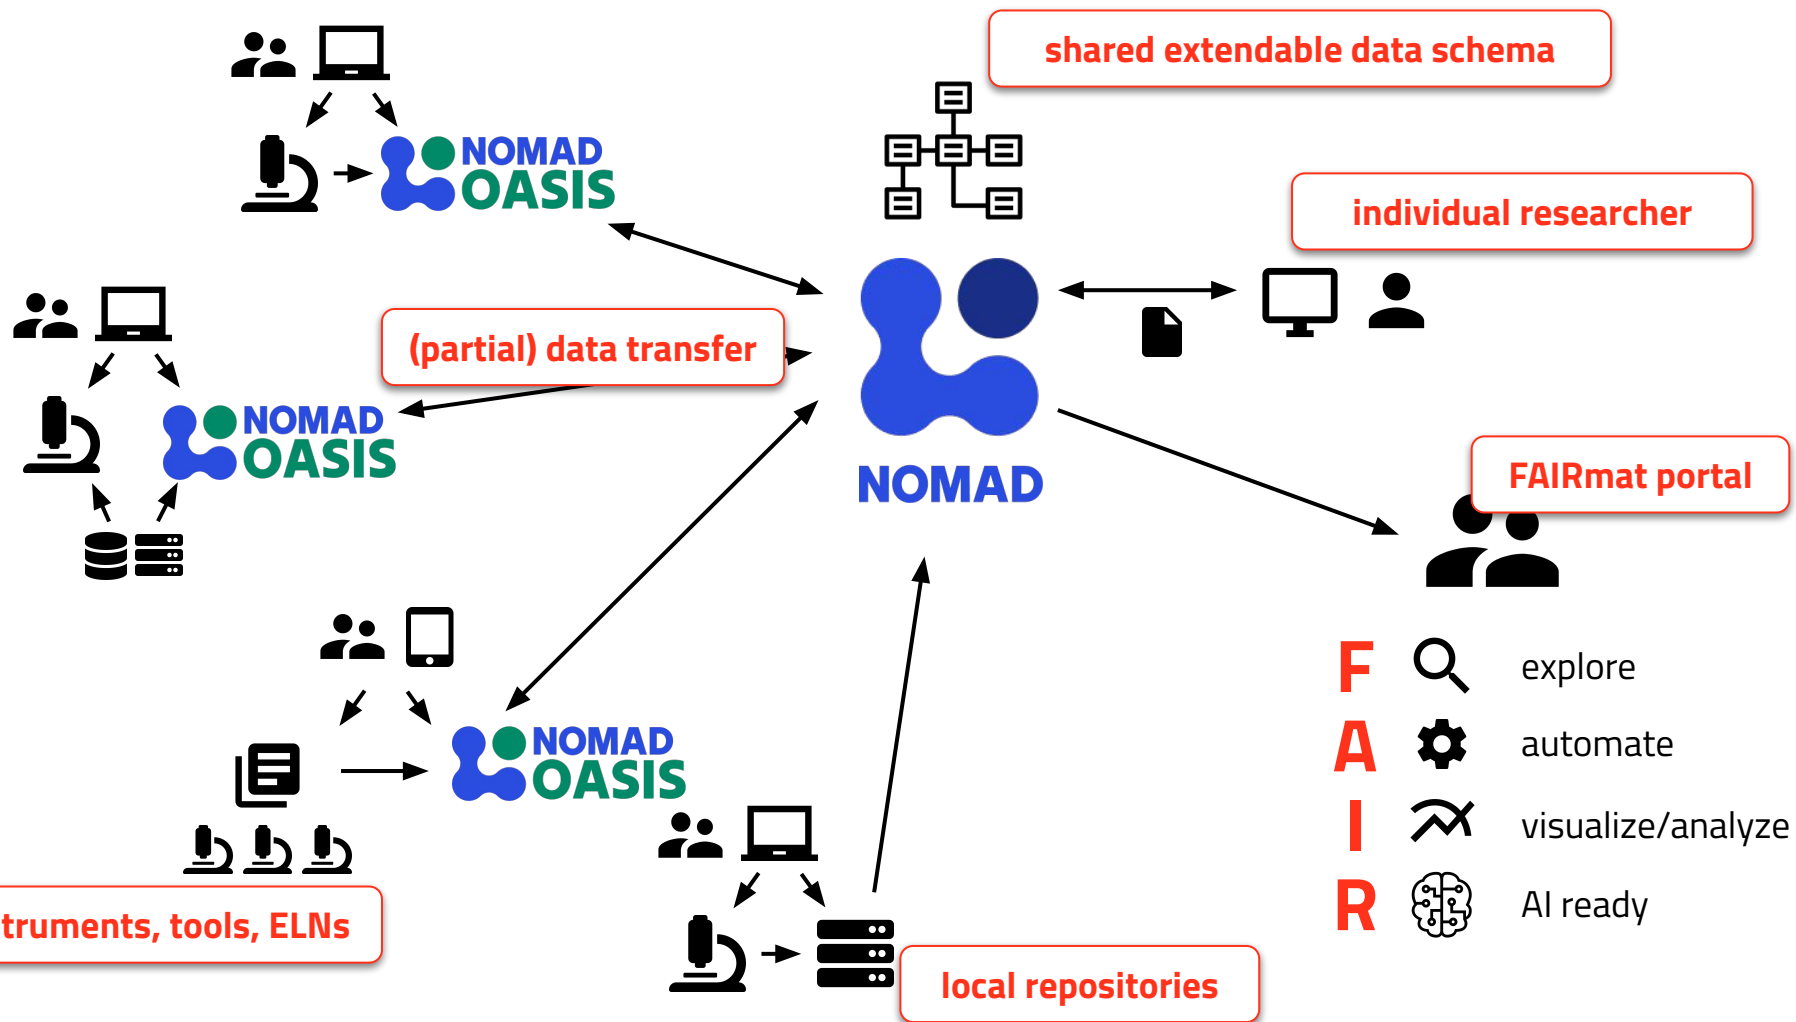 shared extendable data schema
NOMAD
OASIS
individual researcher
(partial) data transfer
NOMAD
OASIS
NOMAD
FAIRmat portal
F explore
A automate
I visualize/analyze
R AI ready
NOMAD
OASIS
truments, tools, ELNs
local repositories